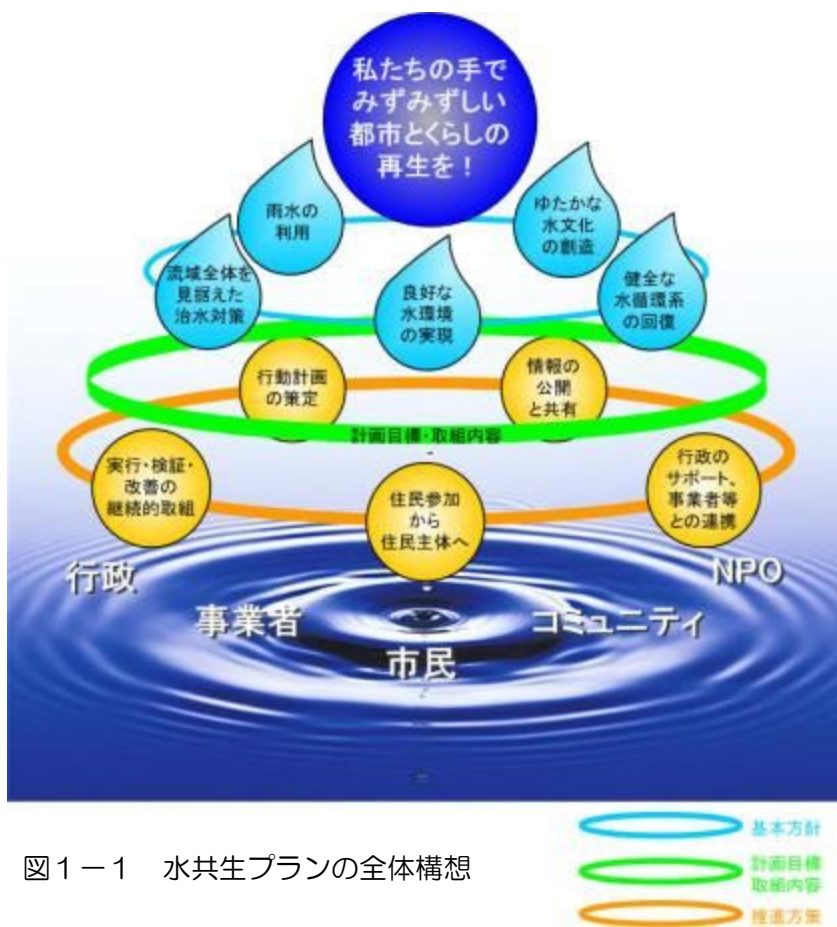 私たちの手で
みずみずしい
都市とくらしの
再生を！
雨水の
利用
ゆたかな
水文化
の創造
流域全体を
見据えた
治水対策
良好な
水環境
の実現
健全な
水循環系
の回復
行動計画
の策定
情報の
公開
と共有
計画目標・取組内容
実行・検証・
改善の
継続的取組
住民参加
から
住民主体へ
行政の
サポート、
事業者等
との連携
行政
NPO
事業者
コミュニティ
市民
基本方針
計画目標
取組内容
推進方策
図１－１　水共生プランの全体構想